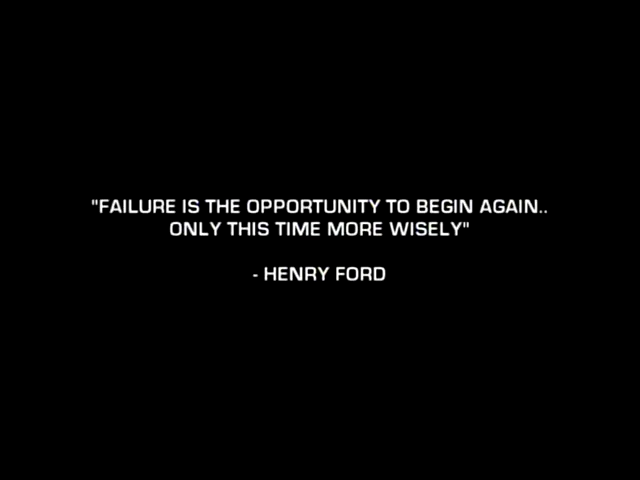 "FAILURE IS THE OPPORTUNITY TO BEGIN AGAIN..
ONLY THIS TIME MORE WISELY"
- HENRY FORD